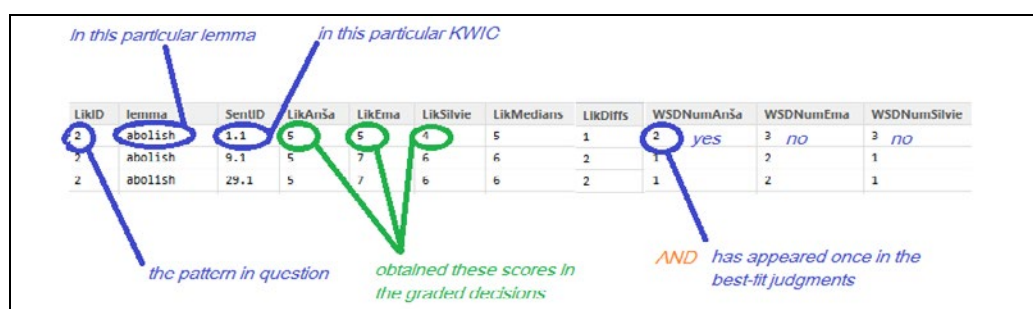 in this particular lemma in this particular KWIC
LikID lemma SentID LikAnša LikEma LikSilvie LikMedians LikDiffs WSDNumAnša WSDNumEma WSDNumSilvie
2 abolish 1.1 5 5 4 5 1 2 yes 3 no 3 no
2 abolish 9.1 5 7 6 6 2 1 2 1
2 abolish 29.1 5 7 6 6 2 1 2 1
the pattern in question
obtained these scores in
the graded decisions
AND has appeared once in the
best-fit judgments